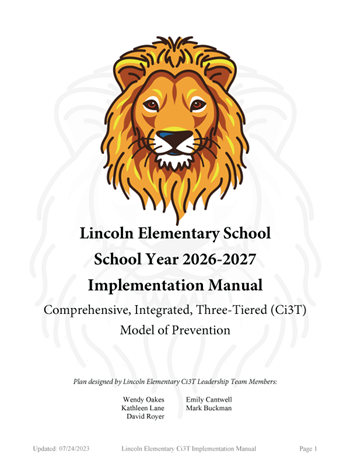 Lincoln Elementary School
School Year 2026-2027
Implementation Manual
Comprehensive, Integrated, Three-Tiered (Ci3T)
Model of Prevention
Plan designed by Lincoln Elementary Ci3T Leadership Team Members:
Wendy Oakes Emily Cantwell
Kathleen Lane Mark Buckman
David Royer
Updated: 07/24/2023 Lincoln Elementary Ci3T Implementation Manual Page 1